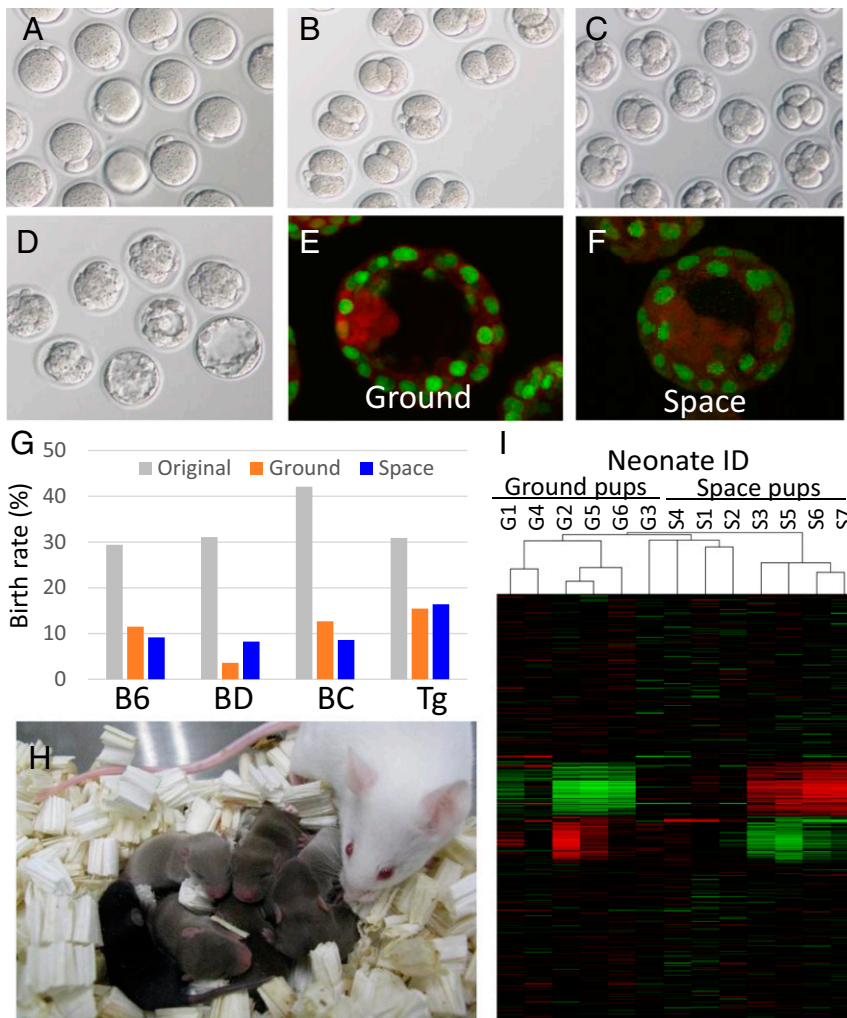 A
B
C
D
E
Ground
F
Space
G
50
40
30
20
10
0
Birth rate (%)
Original
Ground
Space
B6
BD
BC
Tg
H
I
Neonate ID
Ground pups
Space pups
G1
G4
G2
G5
G6
G3
S4
S1
S2
S3
S5
S6
S7